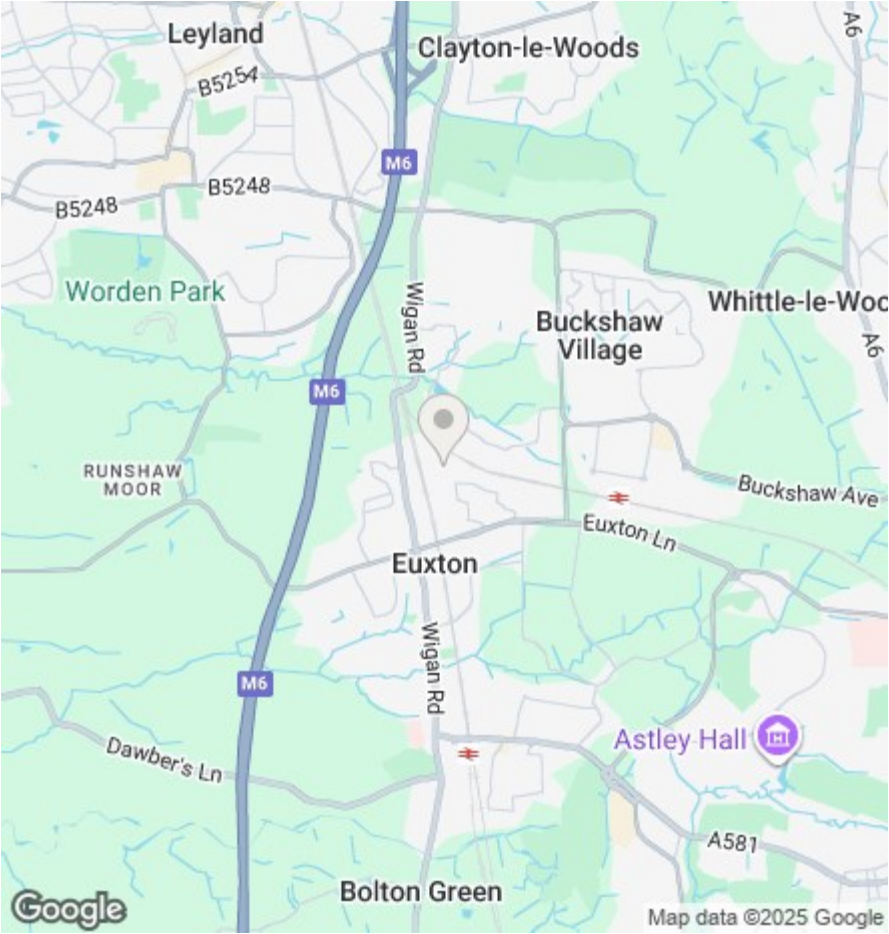 Leyland
Clayton-le-Woods
A6
B5254
M6
B5248
B5248
Worden Park
Wigan Rd
Whittle-le-Woo
Buckshaw
Village
A6
M6
RUNSHAW
MOOR
Buckshaw Ave
Euxton Ln
Euxton
Wigan Rd
M6
Astley Hall
Dawber's Ln
A581
Bolton Green
Google
Map data ©2025 Google